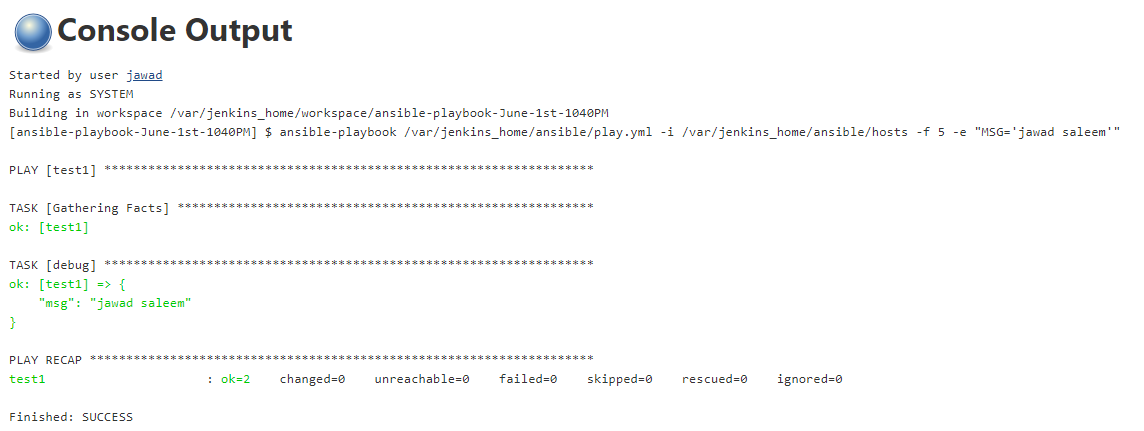 Console Output
Started by user jawad
Running as SYSTEM
Building in workspace /var/jenkins_home/workspace/ansible-playbook-June-1st-1040PM
[ansible-playbook-June-1st-1040PM] $ ansible-playbook /var/jenkins_home/ansible/play.yml -i /var/jenkins_home/ansible/hosts -f 5 -e "MSG='jawad saleem'"
PLAY [test1] *******************************************************************
TASK [Gathering Facts] *********************************************************
ok: [test1]
TASK [debug] *******************************************************************
ok: [test1] => {
    "msg": "jawad saleem"
}
PLAY RECAP *********************************************************************
test1                      : ok=2    changed=0    unreachable=0    failed=0    skipped=0    rescued=0    ignored=0
Finished: SUCCESS